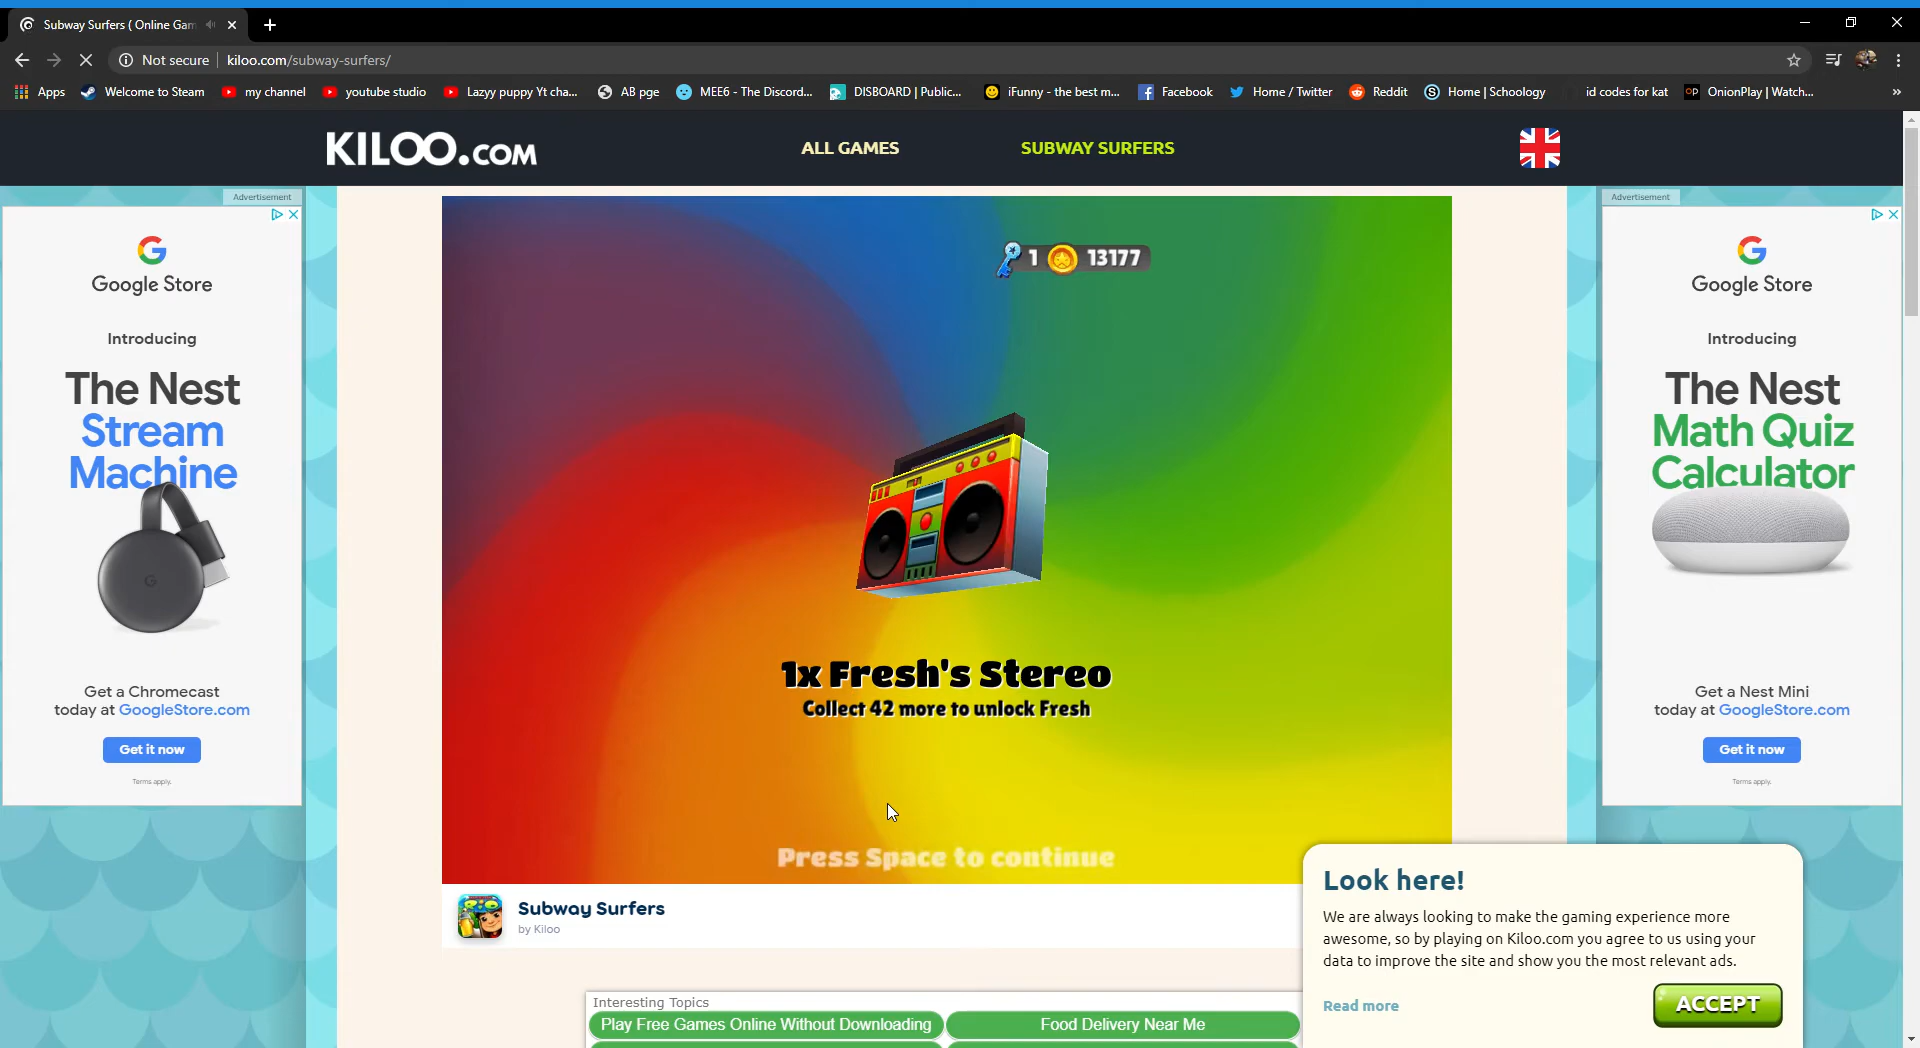 Subway Surfers ( Online Gam
Not secure
kiloo.com/subway-surfers/
Apps
Welcome to Steam
my channel
youtube studio
Lazyy puppy Yt cha...
AB pge
MEE6 - The Discord...
DISBOARD | Public...
iFunny - the best m...
Facebook
Home / Twitter
Reddit
Home | Schoology
id codes for kat
OnionPlay | Watch...
KILOO.COM
ALL GAMES
SUBWAY SURFERS
Advertisement
Google Store
Introducing
The Nest
Stream
Machine
Get a Chromecast
today at GoogleStore.com
Get it now
Terms apply.
1 13177
1x Fresh's Stereo
Collect 42 more to unlock Fresh
Press Space to continue
Subway Surfers
by Kiloo
Interesting Topics
Play Free Games Online Without Downloading
Food Delivery Near Me
Advertisement
Google Store
Introducing
The Nest
Math Quiz
Calculator
Get a Nest Mini
today at GoogleStore.com
Get it now
Terms apply.
Look here!
We are always looking to make the gaming experience more
awesome, so by playing on Kiloo.com you agree to us using your
data to improve the site and show you the most relevant ads.
Read more
ACCEPT